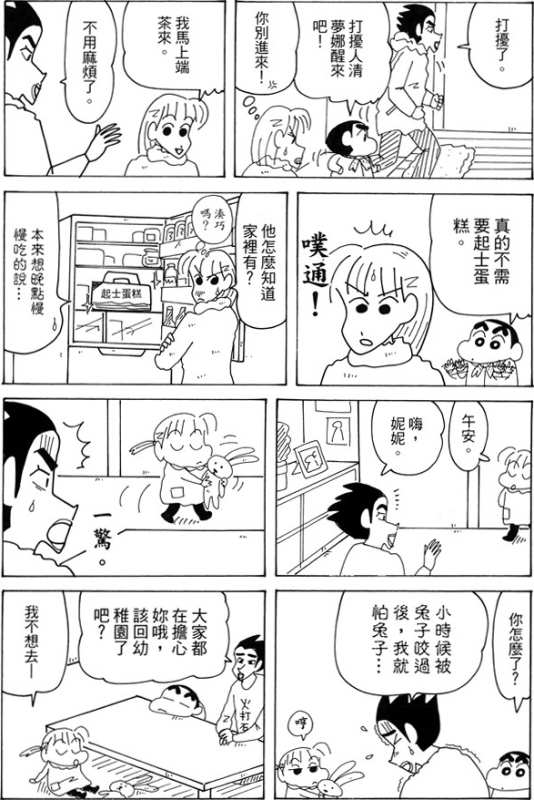 打擾了。
打擾人清
夢娜醒來
吧！
你別進來！
我馬上端
茶來。
不用麻煩了。
真的不需
要起士蛋
糕。
噗通！
他怎麼知道
家裡有？
湊巧
嗎？
起士蛋糕
本來想晚點慢
慢吃的說…
午安。
嗨，
妮妮。
一驚。
你怎麼了？
小時候被
兔子咬過
後，我就
怕兔子…
哼
大家都
在擔心
妳哦，
該回幼
稚園了
吧？
火打石
我不想去—